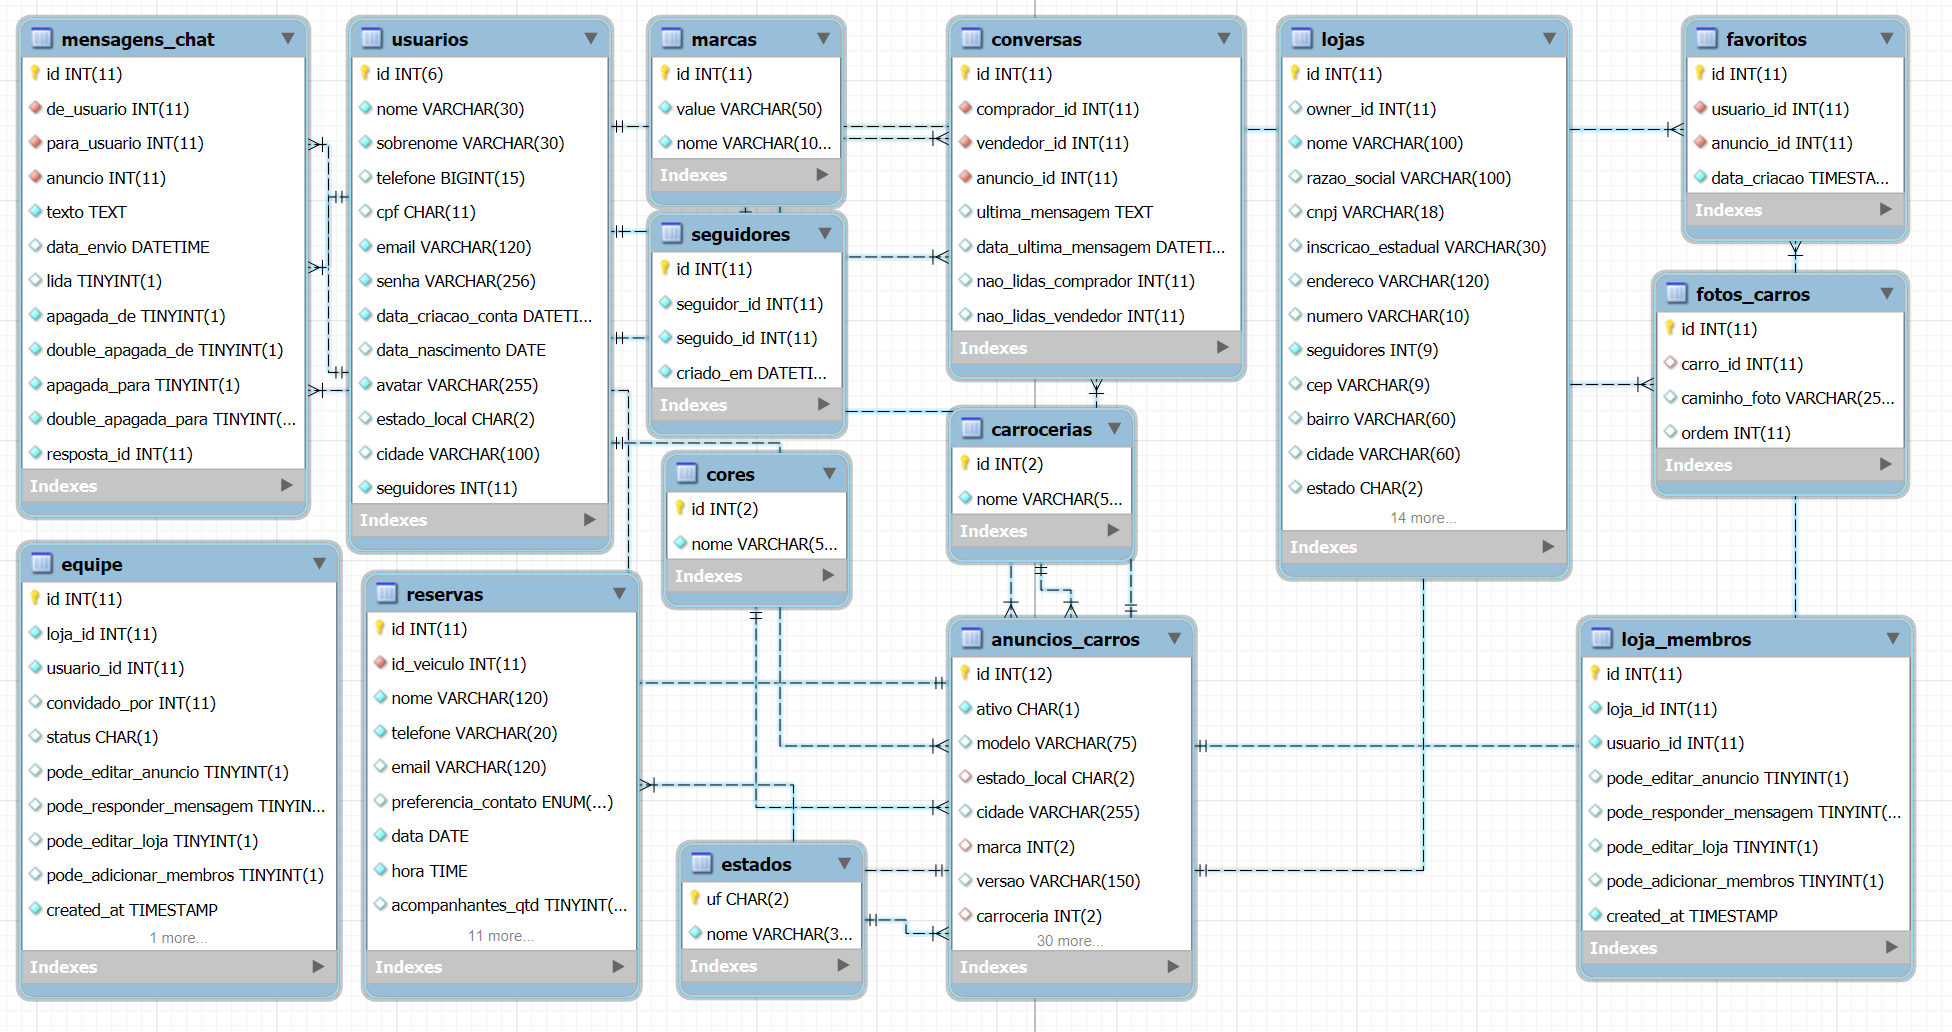 mensagens_chat
id INT(11)
de_usuario INT(11)
para_usuario INT(11)
anuncio INT(11)
texto TEXT
data_envio DATETIME
lida TINYINT(1)
apagada_de TINYINT(1)
double_apagada_de TINYINT(1)
apagada_para TINYINT(1)
double_apagada_para TINYINT(...
resposta_id INT(11)
Indexes
usuarios
id INT(6)
nome VARCHAR(30)
sobrenome VARCHAR(30)
telefone BIGINT(15)
cpf CHAR(11)
email VARCHAR(120)
senha VARCHAR(256)
data_criacao_conta DATETI...
data_nascimento DATE
avatar VARCHAR(255)
estado_local CHAR(2)
cidade VARCHAR(100)
seguidores INT(11)
Indexes
marcas
id INT(11)
value VARCHAR(50)
nome VARCHAR(10...
Indexes
seguidores
id INT(11)
seguidor_id INT(11)
seguido_id INT(11)
criado_em DATETI...
Indexes
cores
id INT(2)
nome VARCHAR(5...
Indexes
conversas
id INT(11)
comprador_id INT(11)
vendedor_id INT(11)
anuncio_id INT(11)
ultima_mensagem TEXT
data_ultima_mensagem DATETI...
nao_lidas_comprador INT(11)
nao_lidas_vendedor INT(11)
Indexes
carrocerias
id INT(2)
nome VARCHAR(5...
Indexes
lojas
id INT(11)
owner_id INT(11)
nome VARCHAR(100)
razao_social VARCHAR(100)
cnpj VARCHAR(18)
inscricao_estadual VARCHAR(30)
endereco VARCHAR(120)
numero VARCHAR(10)
seguidores INT(9)
cep VARCHAR(9)
bairro VARCHAR(60)
cidade VARCHAR(60)
estado CHAR(2)
14 more...
Indexes
favoritos
id INT(11)
usuario_id INT(11)
anuncio_id INT(11)
data_criacao TIMESTA...
Indexes
fotos_carros
id INT(11)
carro_id INT(11)
caminho_foto VARCHAR(25...
ordem INT(11)
Indexes
equipe
id INT(11)
loja_id INT(11)
usuario_id INT(11)
convidado_por INT(11)
status CHAR(1)
pode_editar_anuncio TINYINT(1)
pode_responder_mensagem TINYIN...
pode_editar_loja TINYINT(1)
pode_adicionar_membros TINYINT(1)
created_at TIMESTAMP
1 more...
Indexes
reservas
id INT(11)
id_veiculo INT(11)
nome VARCHAR(120)
telefone VARCHAR(20)
email VARCHAR(120)
preferencia_contato ENUM(...)
data DATE
hora TIME
acompanhantes_qtd TINYINT(...
11 more...
Indexes
estados
uf CHAR(2)
nome VARCHAR(3...
Indexes
anuncios_carros
id INT(12)
ativo CHAR(1)
modelo VARCHAR(75)
estado_local CHAR(2)
cidade VARCHAR(255)
marca INT(2)
versao VARCHAR(150)
carroceria INT(2)
30 more...
Indexes
loja_membros
id INT(11)
loja_id INT(11)
usuario_id INT(11)
pode_editar_anuncio TINYINT(1)
pode_responder_mensagem TINYINT(...
pode_editar_loja TINYINT(1)
pode_adicionar_membros TINYINT(1)
created_at TIMESTAMP
Indexes